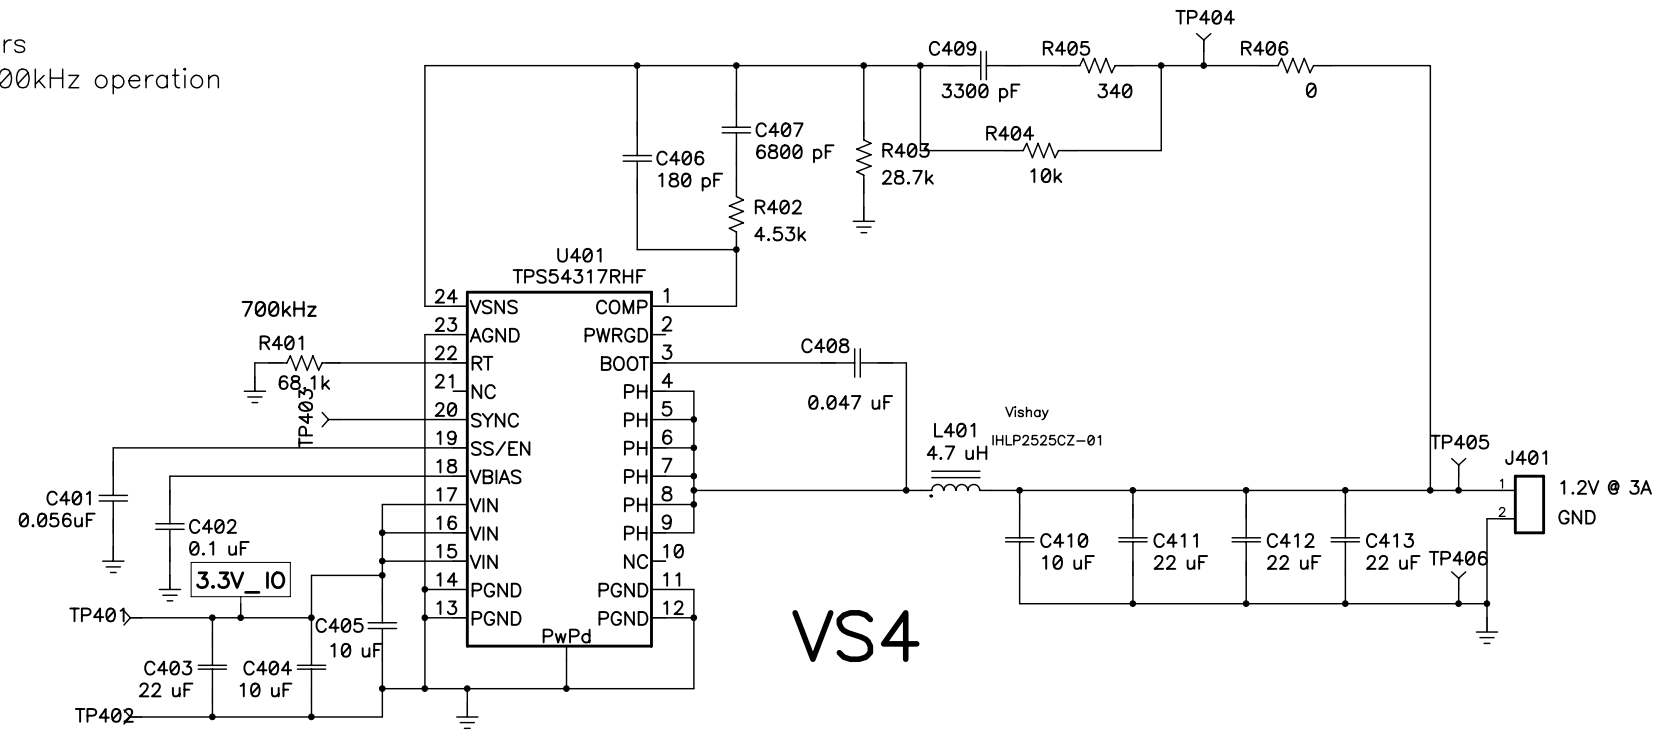 rs
00kHz operation
TP404
C409
3300 pF
R405
340
R406
0
R404
10k
R403
28.7k
C407
6800 pF
C406
180 pF
R402
4.53k
U401
TPS54317RHF
24 VSNS
23 AGND
22 RT
21 NC
20 SYNC
19 SS/EN
18 VBIAS
17 VIN
16 VIN
15 VIN
14 PGND
13 PGND
COMP 1
PWRGD 2
BOOT 3
PH 4
PH 5
PH 6
PH 7
PH 8
PH 9
NC 10
PGND 11
PGND 12
PwPd
700kHz
R401
68.1k
TP403
C401
0.056uF
C402
0.1 uF
3.3V_IO
TP401
TP402
C403
22 uF
C404
10 uF
C405
10 uF
C408
0.047 uF
L401
4.7 uH
Vishay
IHLP2525CZ-01
C410
10 uF
C411
22 uF
C412
22 uF
C413
22 uF
TP405
TP406
J401
1
2
1.2V @ 3A
GND
VS4